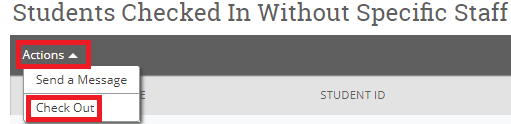 Students Checked In Without Specific Staff
Actions
Send a Message
Check Out
STUDENT ID